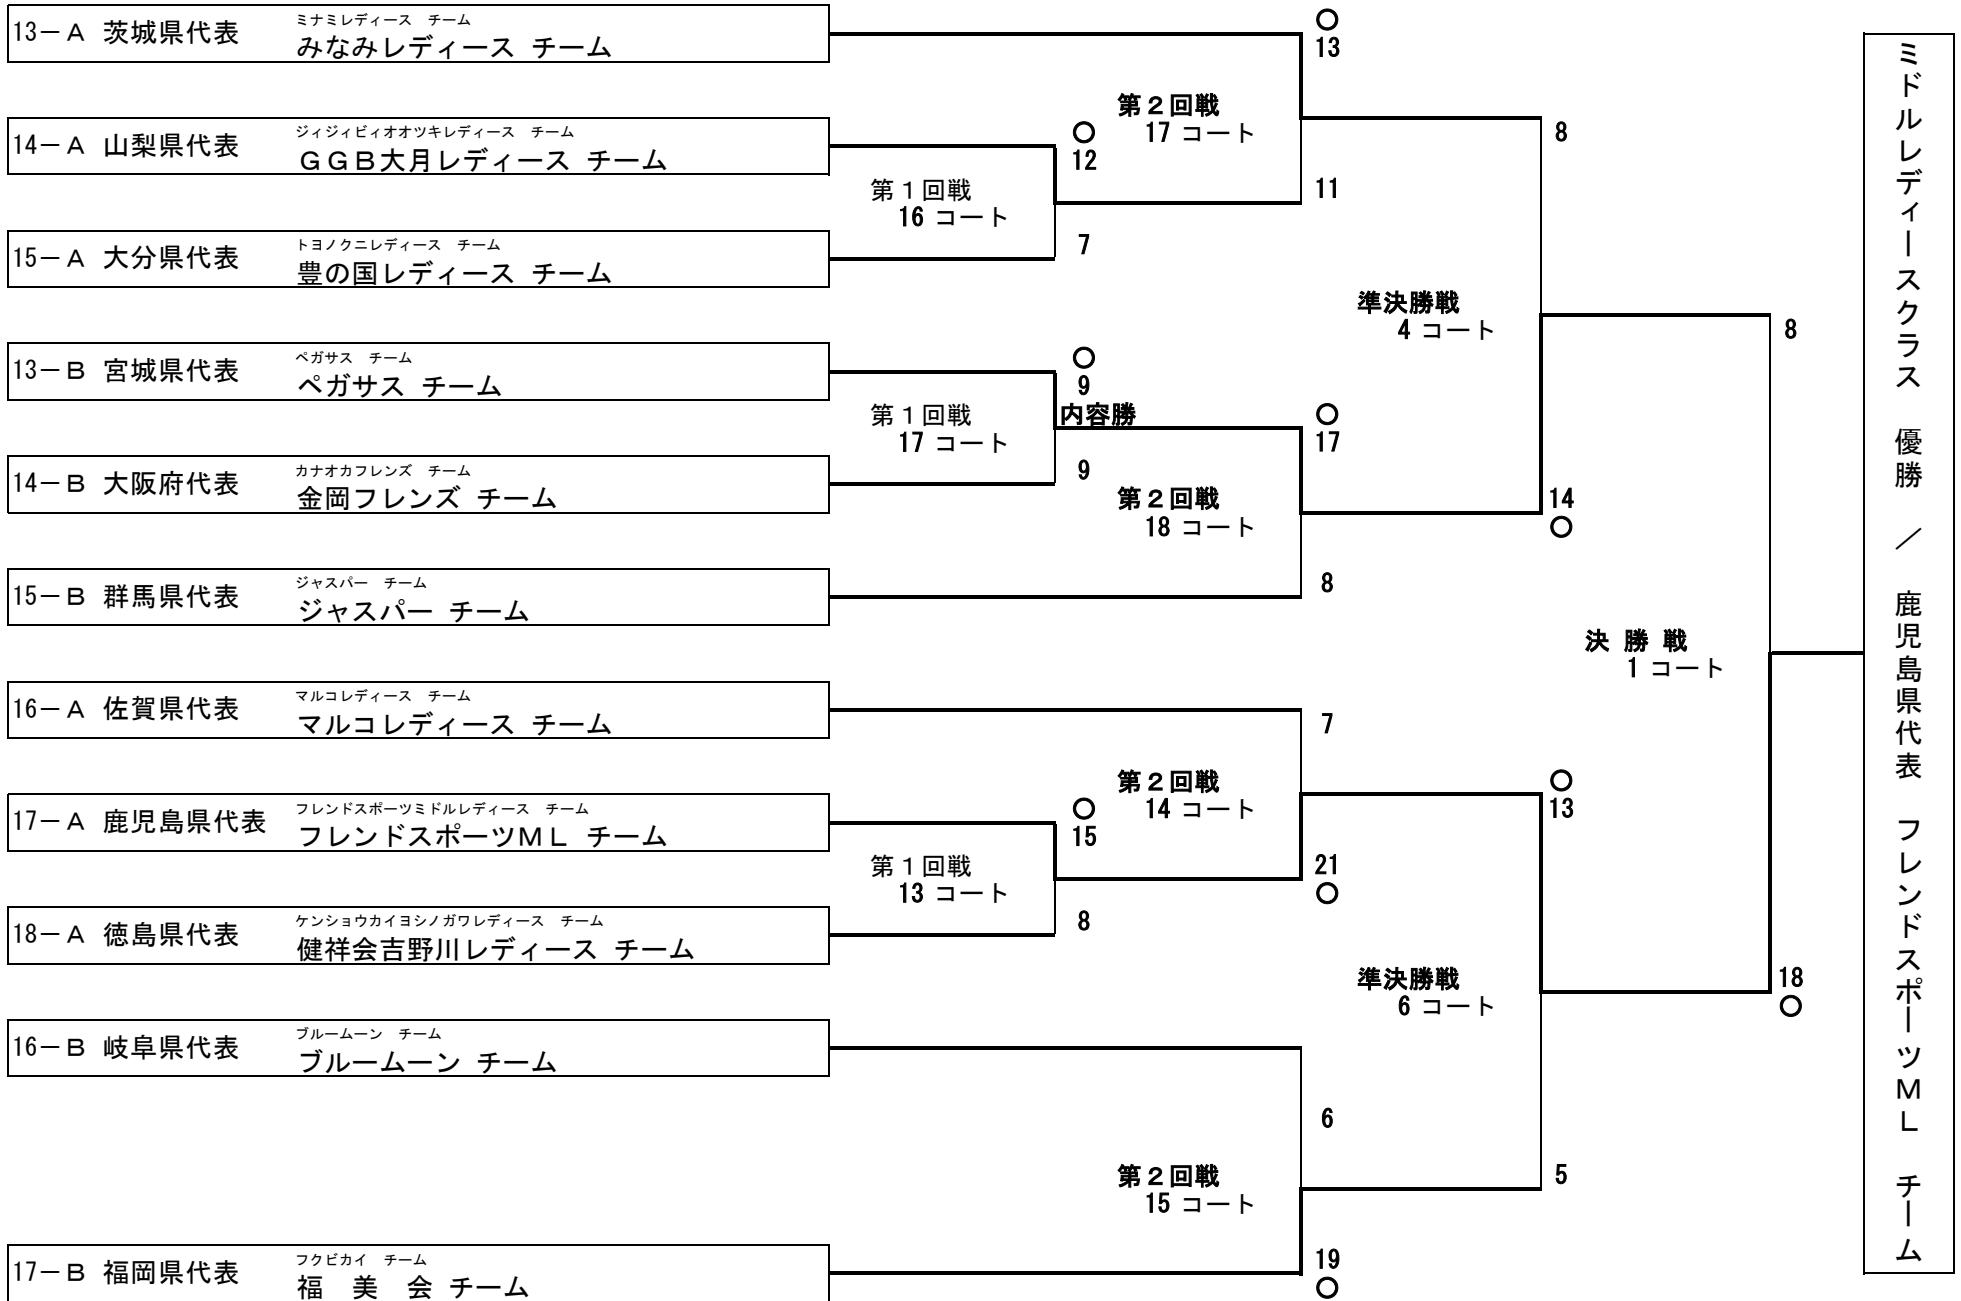 13－Ａ 茨城県代表
ミナミレディース　チーム
みなみレディース チーム
14－Ａ 山梨県代表
ジィジィビィオオツキレディース　チーム
ＧＧＢ大月レディース チーム
15－Ａ 大分県代表
トヨノクニレディース　チーム
豊の国レディース チーム
13－Ｂ 宮城県代表
ペガサス　チーム
ペガサス チーム
14－Ｂ 大阪府代表
カナオカフレンズ　チーム
金岡フレンズ チーム
15－Ｂ 群馬県代表
ジャスパー　チーム
ジャスパー チーム
16－Ａ 佐賀県代表
マルコレディース　チーム
マルコレディース チーム
17－Ａ 鹿児島県代表
フレンドスポーツミドルレディース　チーム
フレンドスポーツＭＬ チーム
18－Ａ 徳島県代表
ケンショウカイヨシノガワレディース　チーム
健祥会吉野川レディース チーム
16－Ｂ 岐阜県代表
ブルームーン　チーム
ブルームーン チーム
17－Ｂ 福岡県代表
フクビカイ　チーム
福　美　会 チーム
第１回戦
16 コート
○
12
7
第１回戦
17 コート
○
9
内容勝
9
第１回戦
13 コート
○
15
8
第２回戦
17 コート
○
13
11
第２回戦
18 コート
○
17
8
第２回戦
14 コート
7
21
○
第２回戦
15 コート
6
19
○
準決勝戦
4 コート
8
14
○
準決勝戦
6 コート
○
13
5
決 勝 戦
1 コート
8
18
○
ミドルレディースクラス　優勝　／　鹿児島県代表　フレンドスポーツＭＬ　チーム